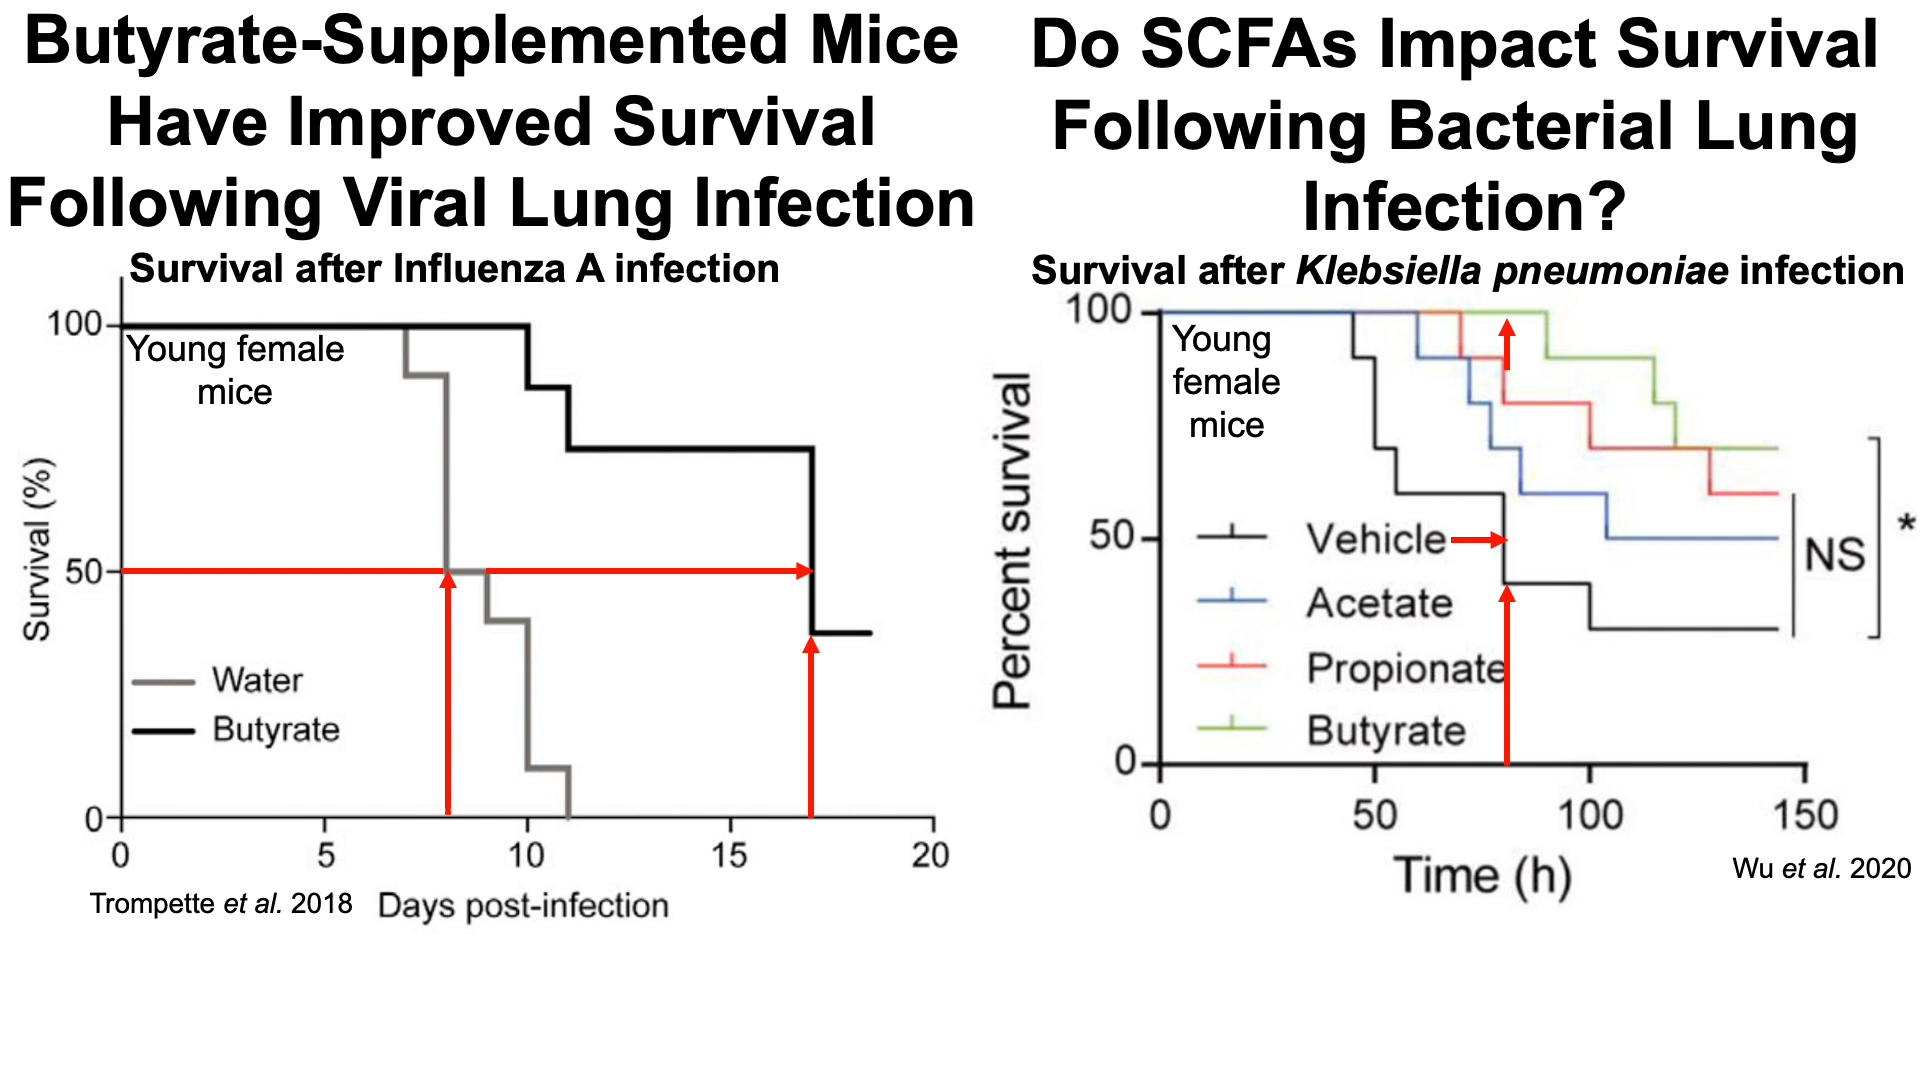 Butyrate-Supplemented Mice
Have Improved Survival
Following Viral Lung Infection
Survival after Influenza A infection
100
Young female
mice
Survival (%)
50
Water
Butyrate
0
0
5
10
15
20
Trompette et al. 2018
Days post-infection
Do SCFAs Impact Survival
Following Bacterial Lung
Infection?
Survival after Klebsiella pneumoniae infection
100
Young
female
mice
Percent survival
50
Vehicle
Acetate
Propionate
Butyrate
NS
*
0
0
50
100
150
Time (h)
Wu et al. 2020